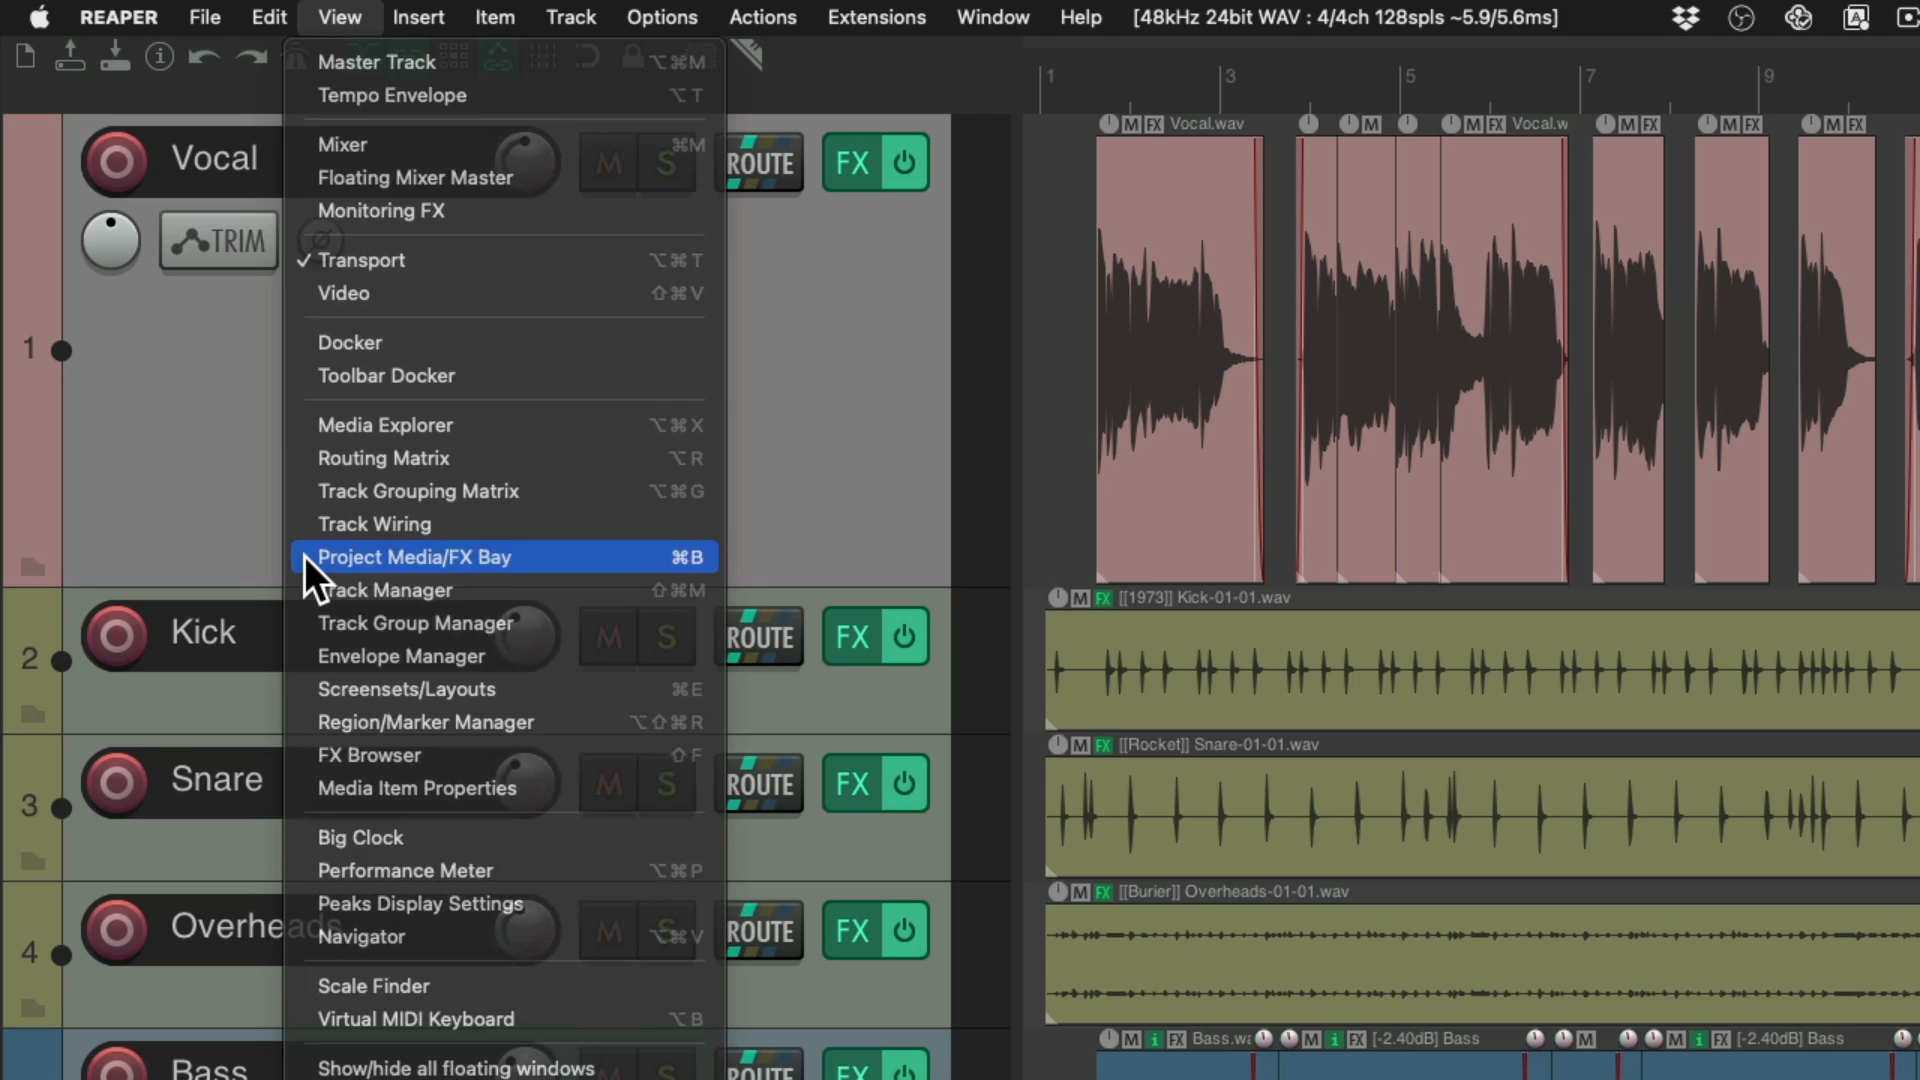 REAPER File Edit View Insert Item Track Options Actions Extensions Window Help [48kHz 24bit WAV : 4/4ch 128spls ~5.9/5.6ms]
Master Track ⌥⌘M
Tempo Envelope ⌥T
Mixer ⌘M
Floating Mixer Master
Monitoring FX
✓ Transport ⌥⌘T
Video ⇧⌘V
Docker
Toolbar Docker
Media Explorer ⌥⌘X
Routing Matrix ⌥R
Track Grouping Matrix ⌥⌘G
Track Wiring
Project Media/FX Bay ⌘B
Track Manager ⇧⌘M
Track Group Manager
Envelope Manager
Screensets/Layouts ⌘E
Region/Marker Manager ⌥⇧⌘R
FX Browser ⇧F
Media Item Properties
Big Clock
Performance Meter ⌥⌘P
Peaks Display Settings
Navigator ⌥⌘V
Scale Finder
Virtual MIDI Keyboard ⌥B
Show/hide all floating windows
1 Vocal M S ROUTE FX
TRIM
2 Kick M S ROUTE FX
3 Snare M S ROUTE FX
4 Overheads M S ROUTE FX
Bass M S ROUTE FX
1 3 5 7 9
M FX Vocal.wav M M FX Vocal.w M FX M FX M FX
M FX [[1973]] Kick-01-01.wav
M FX [[Rocket]] Snare-01-01.wav
M FX [[Burier]] Overheads-01-01.wav
M i FX Bass.wa M i FX [-2.40dB] Bass M M i FX [-2.40dB] Bass